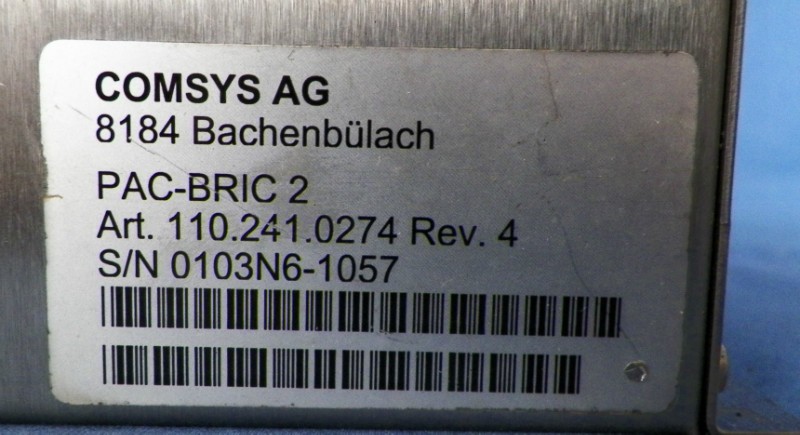 COMSYS AG
8184 Bachenbülach
PAC-BRIC 2
Art. 110.241.0274 Rev. 4
S/N 0103N6-1057